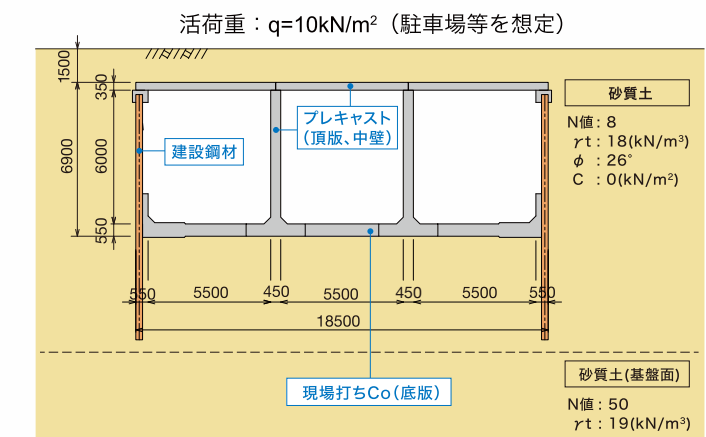 活荷重：q=10kN/m²（駐車場等を想定）
1500
350
6900
6000
550
砂質土
N値：8
γt：18(kN/m³)
φ：26°
C：0(kN/m²)
プレキャスト
（頂版、中壁）
建設鋼材
550
5500
450
5500
450
5500
550
18500
現場打ちCo（底版）
砂質土(基盤面)
N値：50
γt：19(kN/m³)